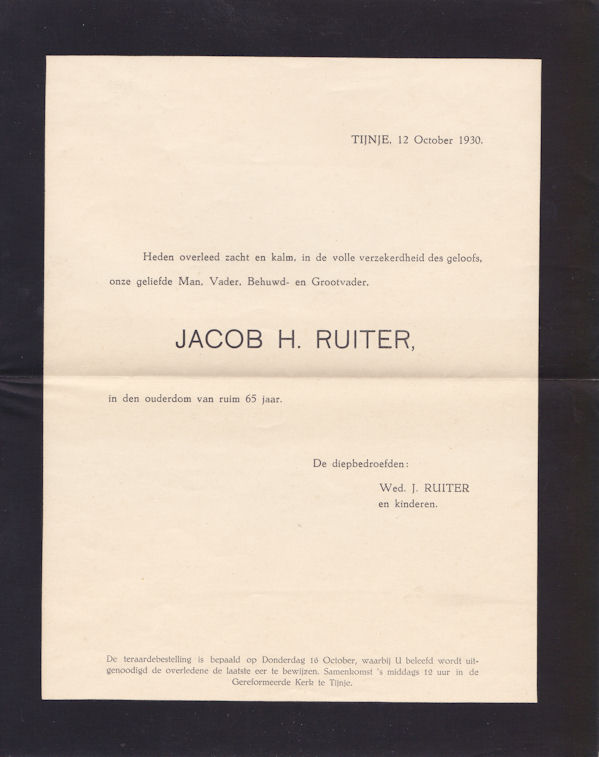 TIJNJE, 12 October 1930.
Heden overleed zacht en kalm, in de volle verzekerdheid des geloofs,
onze geliefde Man, Vader, Behuwd- en Grootvader,
JACOB H. RUITER,
in den ouderdom van ruim 65 jaar.
De diepbedroefden:
Wed. J. RUITER
en kinderen.
De teraardebestelling is bepaald op Donderdag 16 October, waarbij U beleefd wordt uit-
genoodigd de overledene de laatste eer te bewijzen. Samenkomst 's middags 12 uur in de
Gereformeerde Kerk te Tijnje.